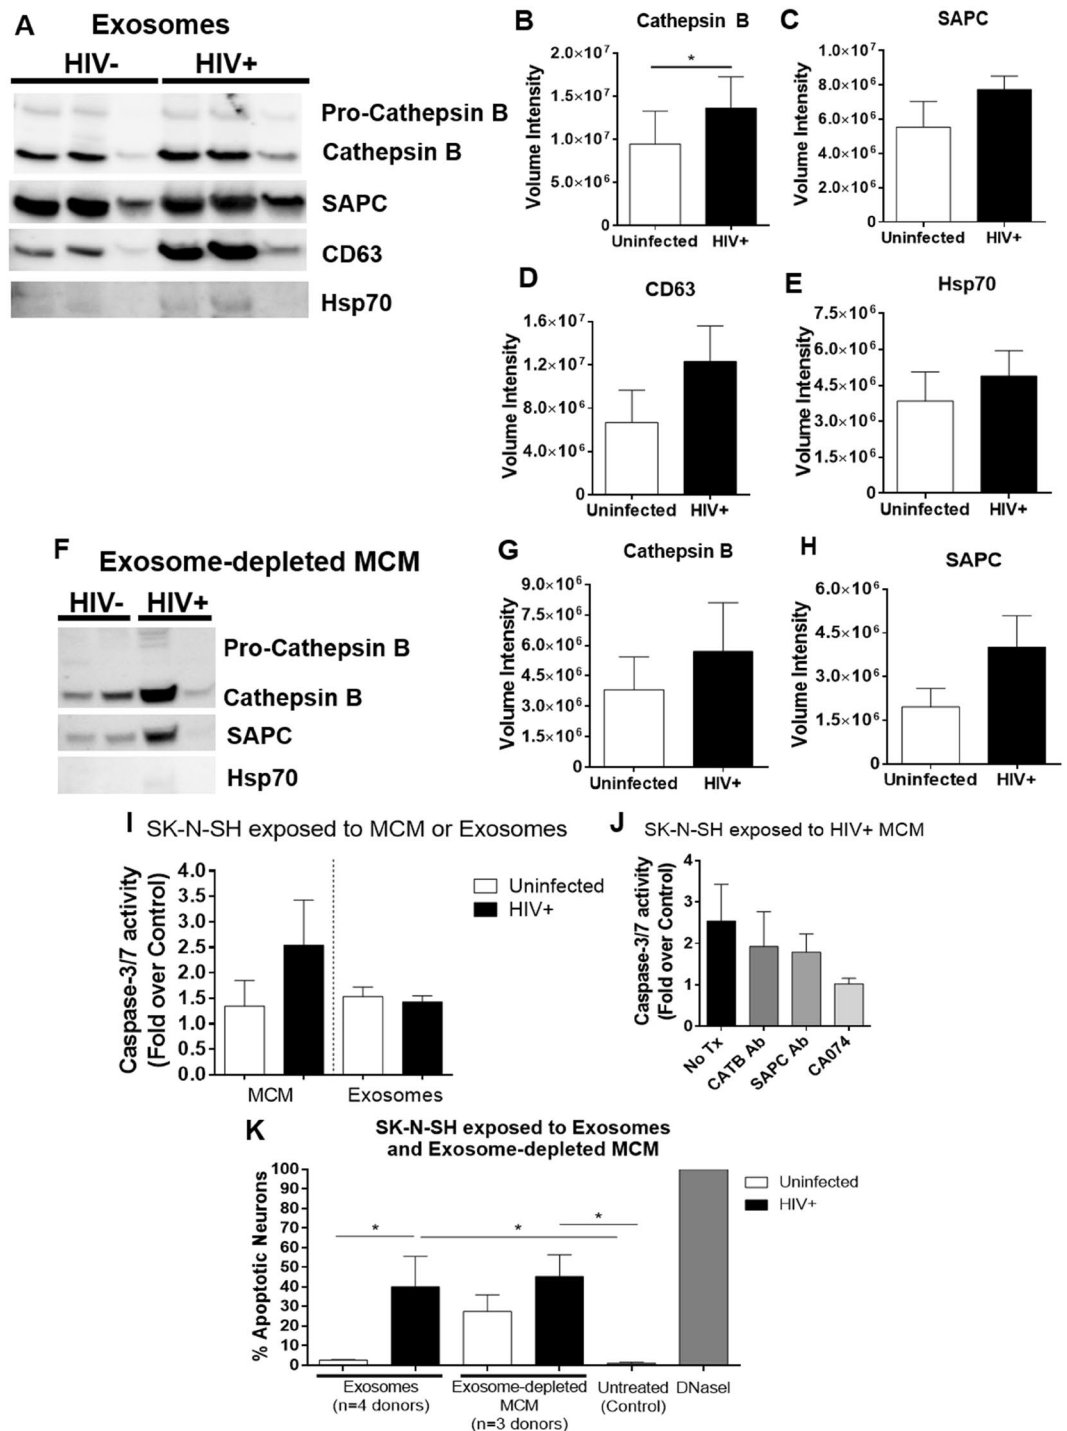 A Exosomes
HIV- HIV+
Pro-Cathepsin B
Cathepsin B
SAPC
CD63
Hsp70
B Cathepsin B
Volume Intensity
2.0×10⁷
1.5×10⁷
1.0×10⁷
5.0×10⁶
0
*
Uninfected HIV+
C SAPC
Volume Intensity
1.0×10⁷
8.0×10⁶
6.0×10⁶
4.0×10⁶
2.0×10⁶
0
Uninfected HIV+
D CD63
Volume Intensity
1.6×10⁷
1.2×10⁷
8.0×10⁶
4.0×10⁶
0
Uninfected HIV+
E Hsp70
Volume Intensity
7.5×10⁶
6.0×10⁶
4.5×10⁶
3.0×10⁶
1.5×10⁶
0
Uninfected HIV+
F Exosome-depleted MCM
HIV- HIV+
Pro-Cathepsin B
Cathepsin B
SAPC
Hsp70
G Cathepsin B
Volume Intensity
9.0×10⁶
7.5×10⁶
6.0×10⁶
4.5×10⁶
3.0×10⁶
1.5×10⁶
0
Uninfected HIV+
H SAPC
Volume Intensity
6.0×10⁶
4.5×10⁶
3.0×10⁶
1.5×10⁶
0
Uninfected HIV+
I SK-N-SH exposed to MCM or Exosomes
Caspase-3/7 activity
(Fold over Control)
4.0
3.5
3.0
2.5
2.0
1.5
1.0
0.5
0.0
MCM Exosomes
Uninfected
HIV+
J SK-N-SH exposed to HIV+ MCM
Caspase-3/7 activity
(Fold over Control)
4
3
2
1
0
No Tx
CATB Ab
SAPC Ab
CA074
K SK-N-SH exposed to Exosomes
and Exosome-depleted MCM
% Apoptotic Neurons
100
90
80
70
60
50
40
30
20
10
0
* * *
Uninfected
HIV+
Exosomes
(n=4 donors)
Exosome-depleted
MCM
(n=3 donors)
Untreated
(Control)
DNaseI